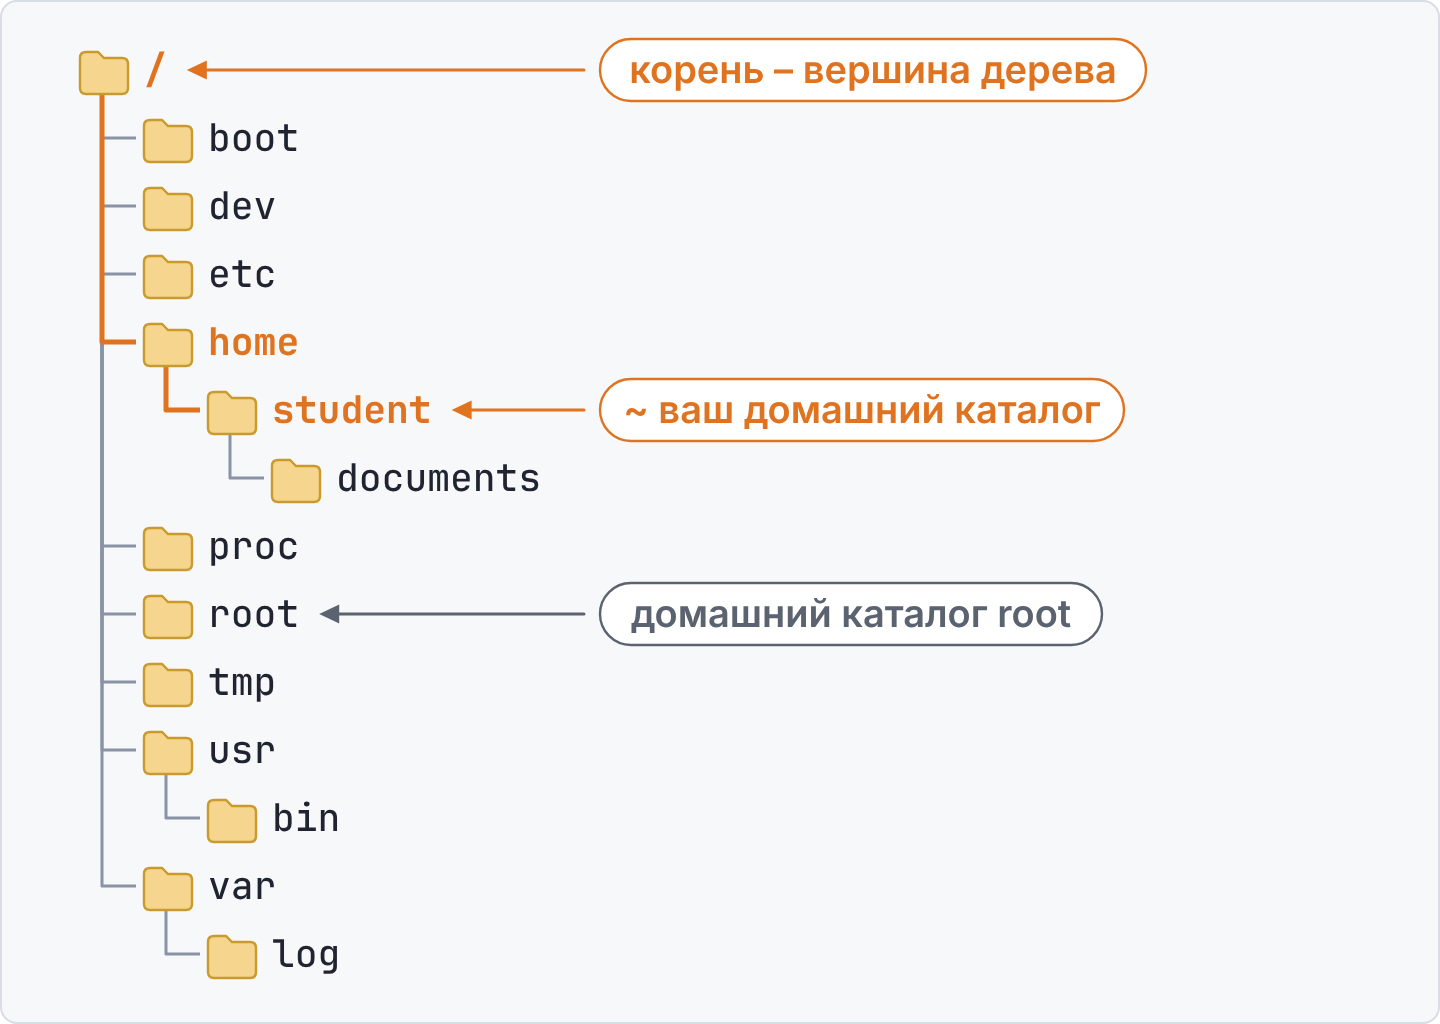 / корень – вершина дерева
boot
dev
etc
home
student ~ ваш домашний каталог
documents
proc
root домашний каталог root
tmp
usr
bin
var
log